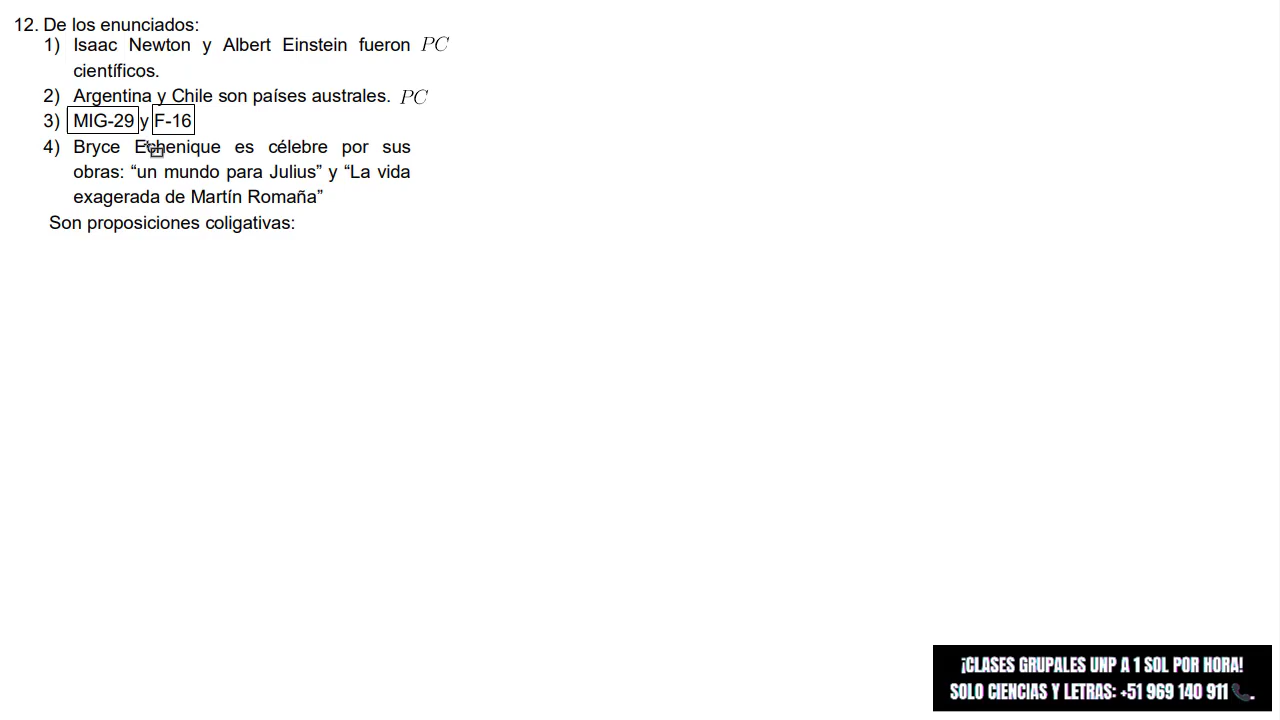 12. De los enunciados:
1) Isaac Newton y Albert Einstein fueron PC
científicos.
2) Argentina y Chile son países australes. PC
3) MIG-29 y F-16
4) Bryce Echenique es célebre por sus
obras: “un mundo para Julius” y “La vida
exagerada de Martín Romaña”
Son proposiciones coligativas:
¡CLASES GRUPALES UNP A 1 SOL POR HORA!
SOLO CIENCIAS Y LETRAS: +51 969 140 911 📞.